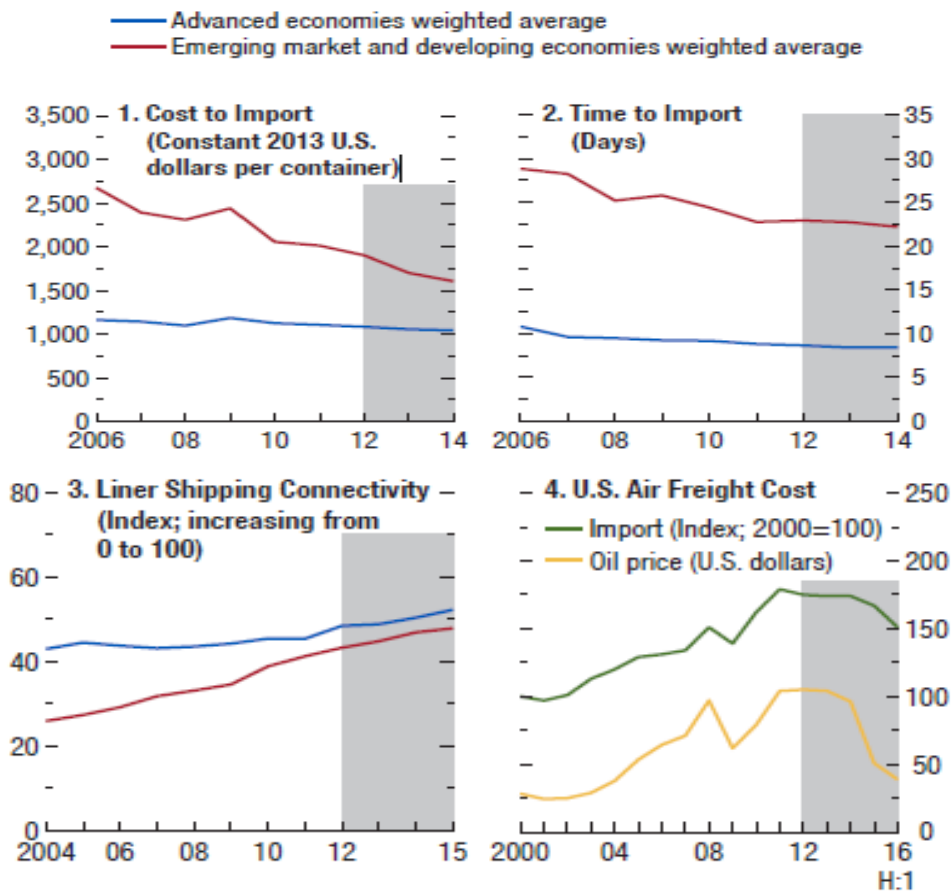 Advanced economies weighted average
Emerging market and developing economies weighted average
1. Cost to Import
(Constant 2013 U.S.
dollars per container)
3,500
3,000
2,500
2,000
1,500
1,000
500
0
2006 08 10 12 14
2. Time to Import
(Days)
35
30
25
20
15
10
5
0
2006 08 10 12 14
3. Liner Shipping Connectivity
(Index; increasing from
0 to 100)
80
60
40
20
0
2004 06 08 10 12 15
4. U.S. Air Freight Cost
Import (Index; 2000=100)
Oil price (U.S. dollars)
250
200
150
100
50
0
2000 04 08 12 16
H:1